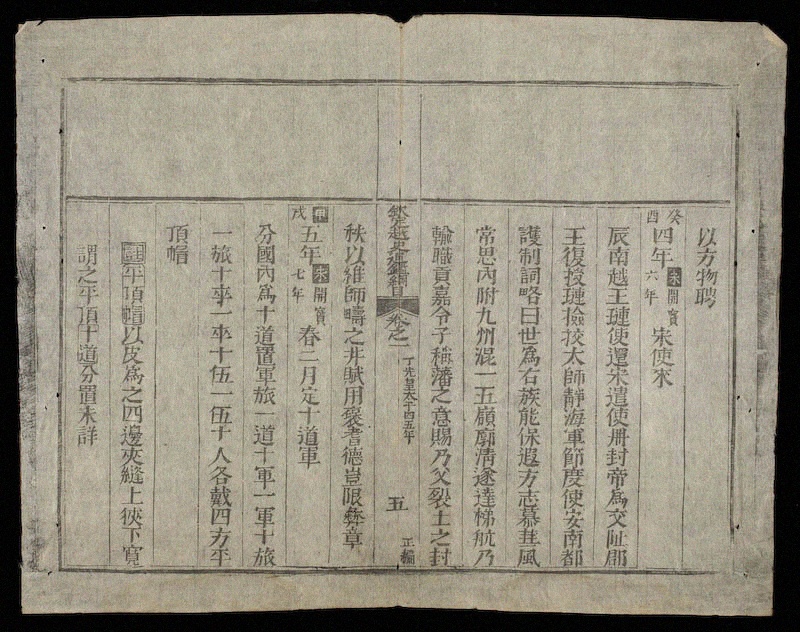 以方物聘
癸酉四年宋開寶六年宋使來
辰南越王璉使還宋遣使册封帝為交阯郡
王復授璉撿挍太師靜海軍節度使安南都
護制詞略曰世為右族能保遐方志慕華風
常思內附九州混一五嶺廓清遂達梯航乃
輸職貢嘉令子稱藩之意賜乃父裂土之封
欽定越史通鑑綱目 卷之一 丁先皇太平四五年 五 正編
秩以維師疇之井賦用褒耆德豈限彝章
甲戌五年宋開寶七年春二月定十道軍
分國內為十道置軍旅一道十軍一軍十旅
一旅十卒一卒十伍一伍十人各戴四方平
頂帽
註平頂帽以皮為之四邊夾縫上狹下寬
謂之平頂十道分置未詳